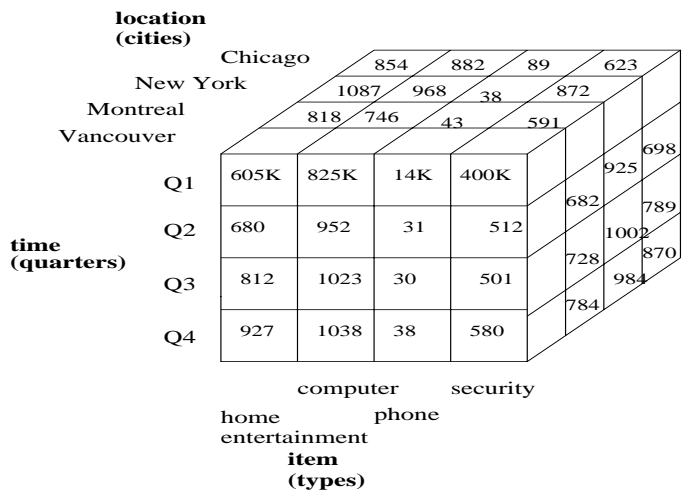 location
(cities)
Chicago
854 882 89 623
New York
1087 968 38 872
Montreal
818 746 43 591
Vancouver
Q1 605K 825K 14K 400K
682 925 698
Q2 680 952 31 512
728 1002 789
time
(quarters)
Q3 812 1023 30 501
784 984 870
Q4 927 1038 38 580
computer security
home phone
entertainment
item
(types)